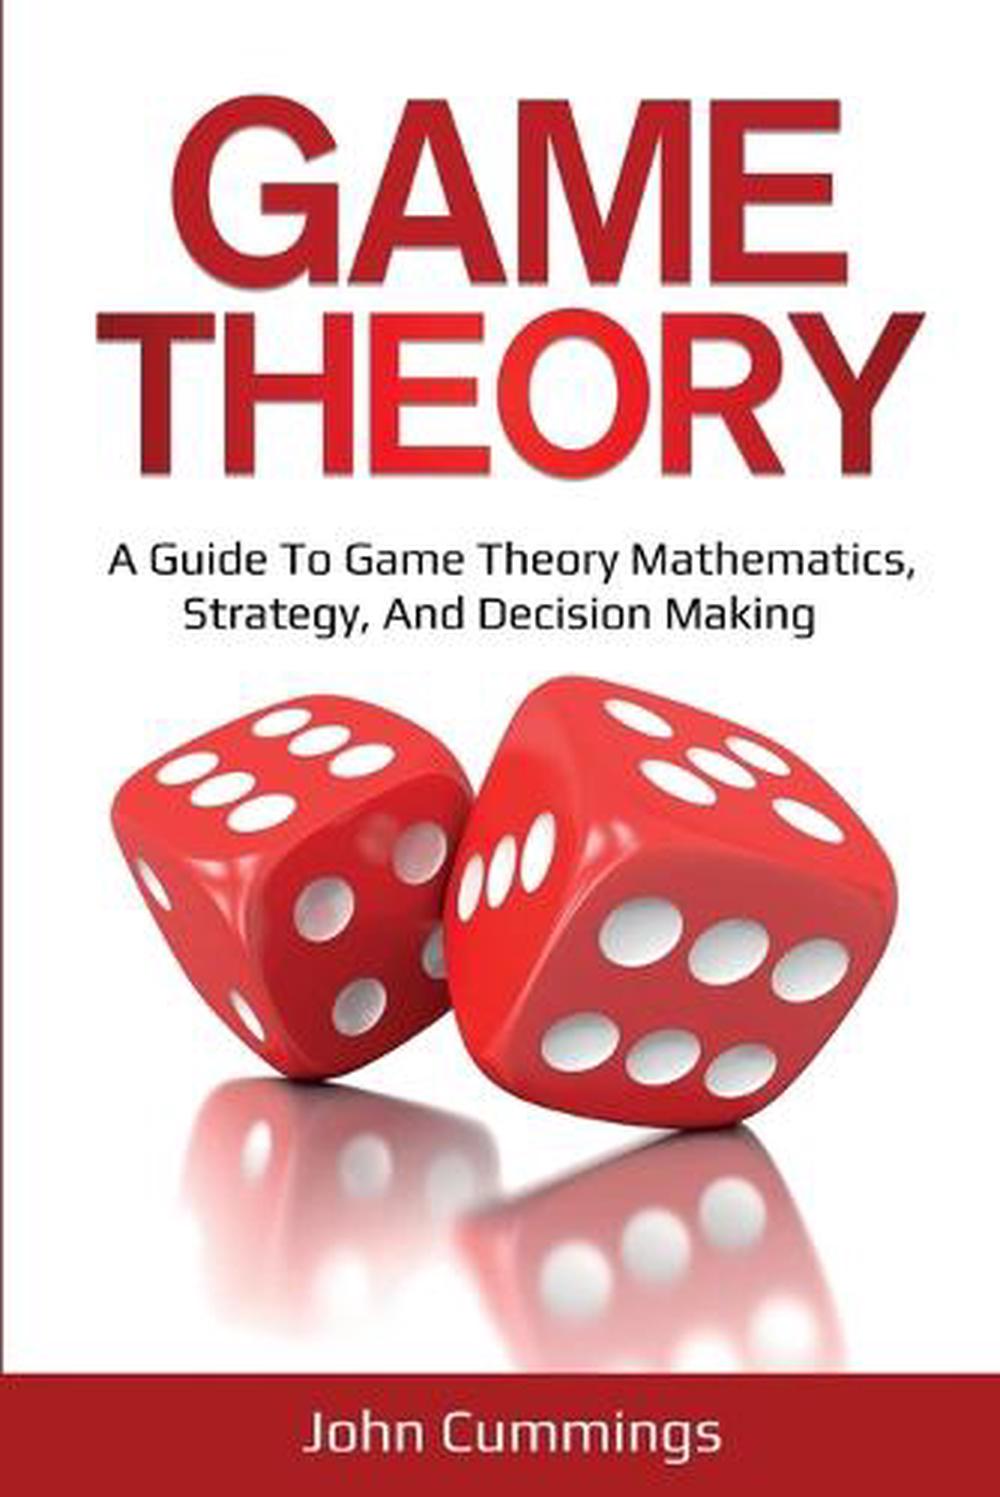 GAME
THEORY
A Guide To Game Theory Mathematics,
Strategy, And Decision Making
John Cummings